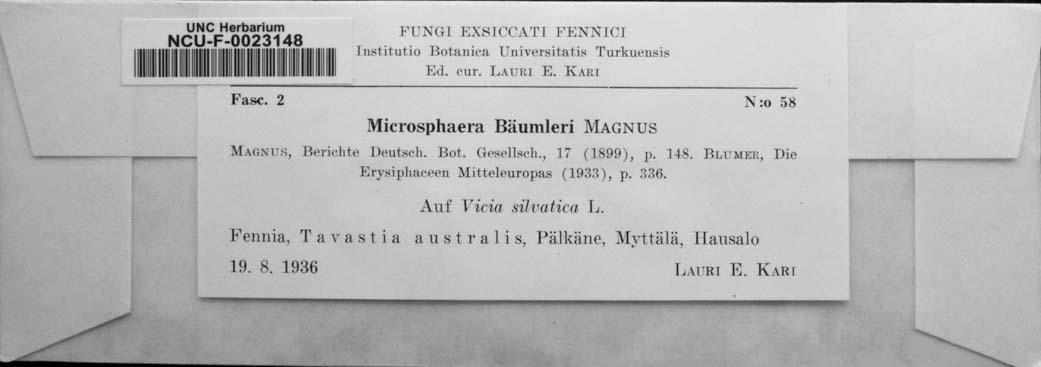 UNC Herbarium
NCU-F-0023148
FUNGI EXSICCATI FENNICI
Institutio Botanica Universitatis Turkuensis
Ed. cur. LAURI E. KARI
Fasc. 2 N:o 58
Microsphaera Bäumleri MAGNUS
MAGNUS, Berichte Deutsch. Bot. Gesellsch., 17 (1899), p. 148. BLUMER, Die
Erysiphaceen Mitteleuropas (1933), p. 336.
Auf Vicia silvatica L.
Fennia, Tavastia australis, Pälkäne, Myttälä, Hausalo
19. 8. 1936 LAURI E. KARI